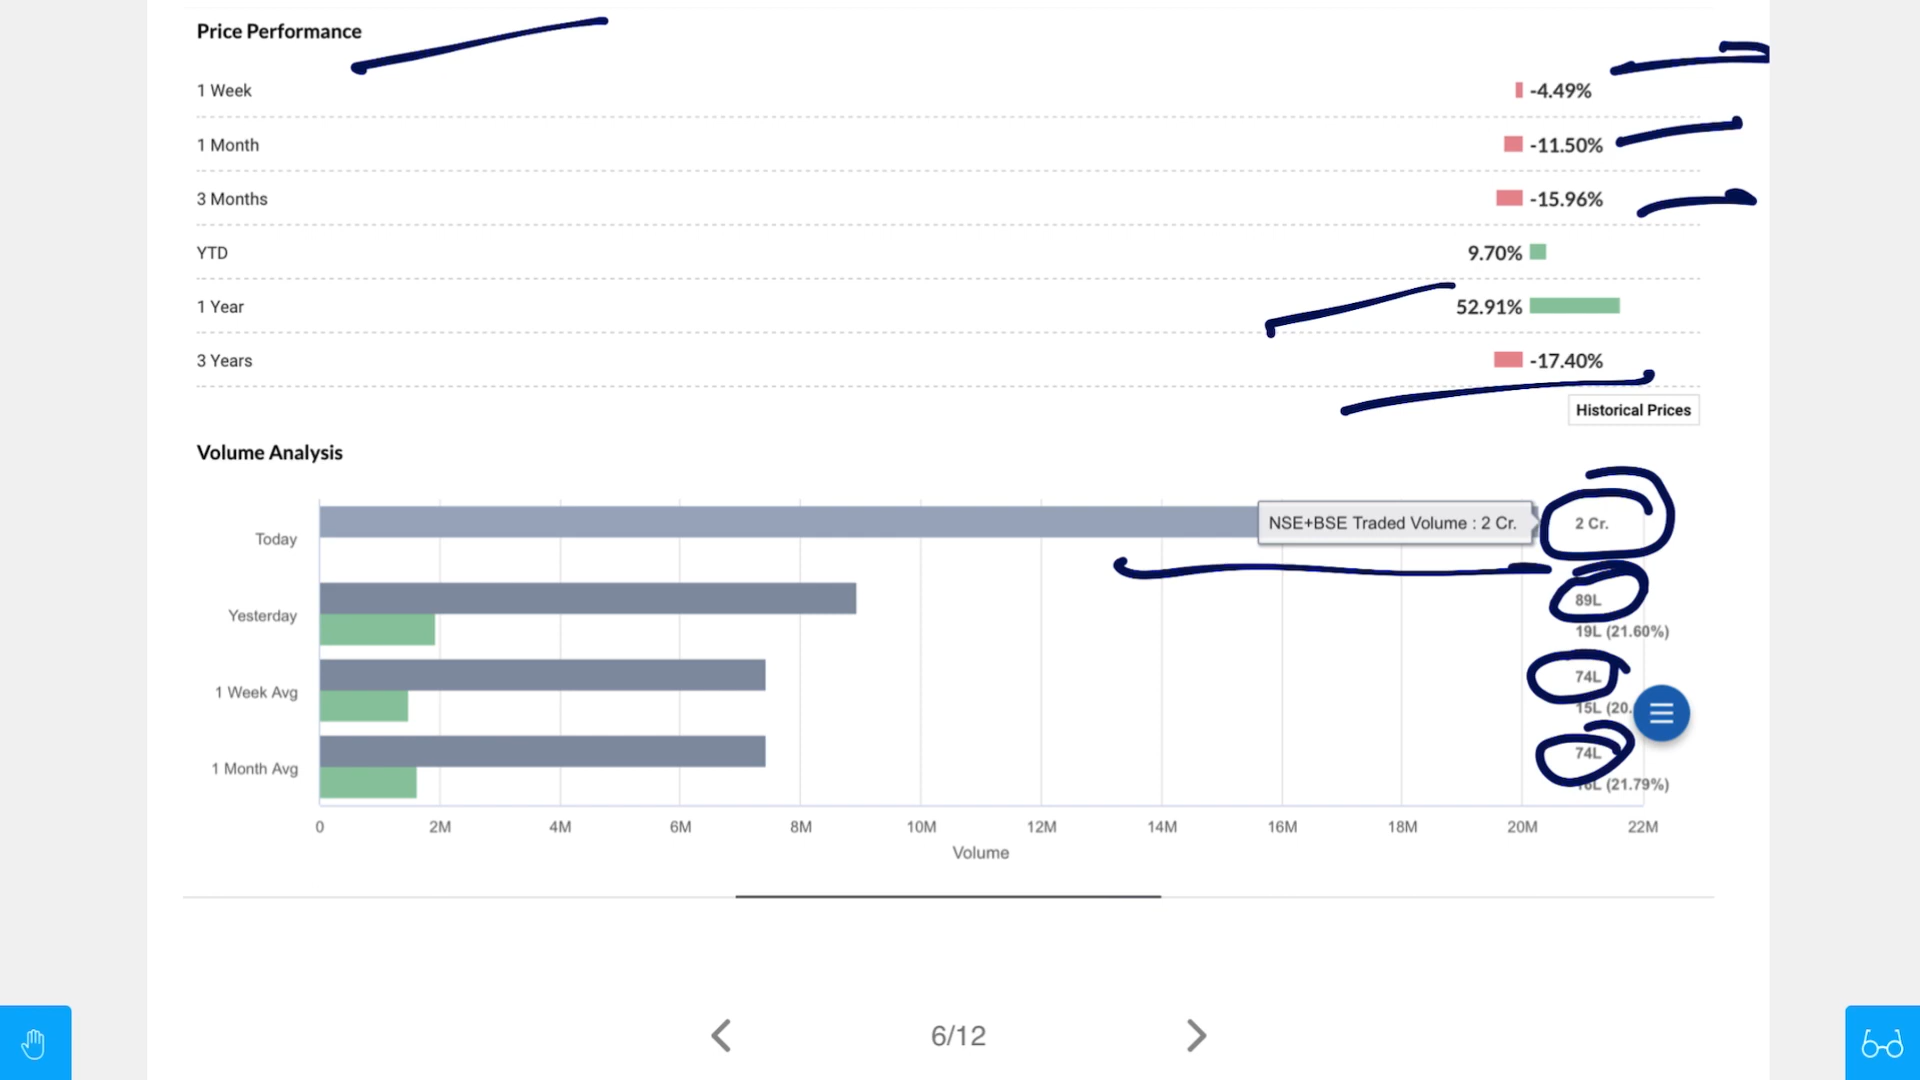 Price Performance
1 Week -4.49%
1 Month -11.50%
3 Months -15.96%
YTD 9.70%
1 Year 52.91%
3 Years -17.40%
Historical Prices
Volume Analysis
Today NSE+BSE Traded Volume : 2 Cr. 2 Cr.
Yesterday 89L
19L (21.60%)
1 Week Avg 74L
15L (20.
1 Month Avg 74L
(21.79%)
0 2M 4M 6M 8M 10M 12M 14M 16M 18M 20M 22M
Volume
6/12